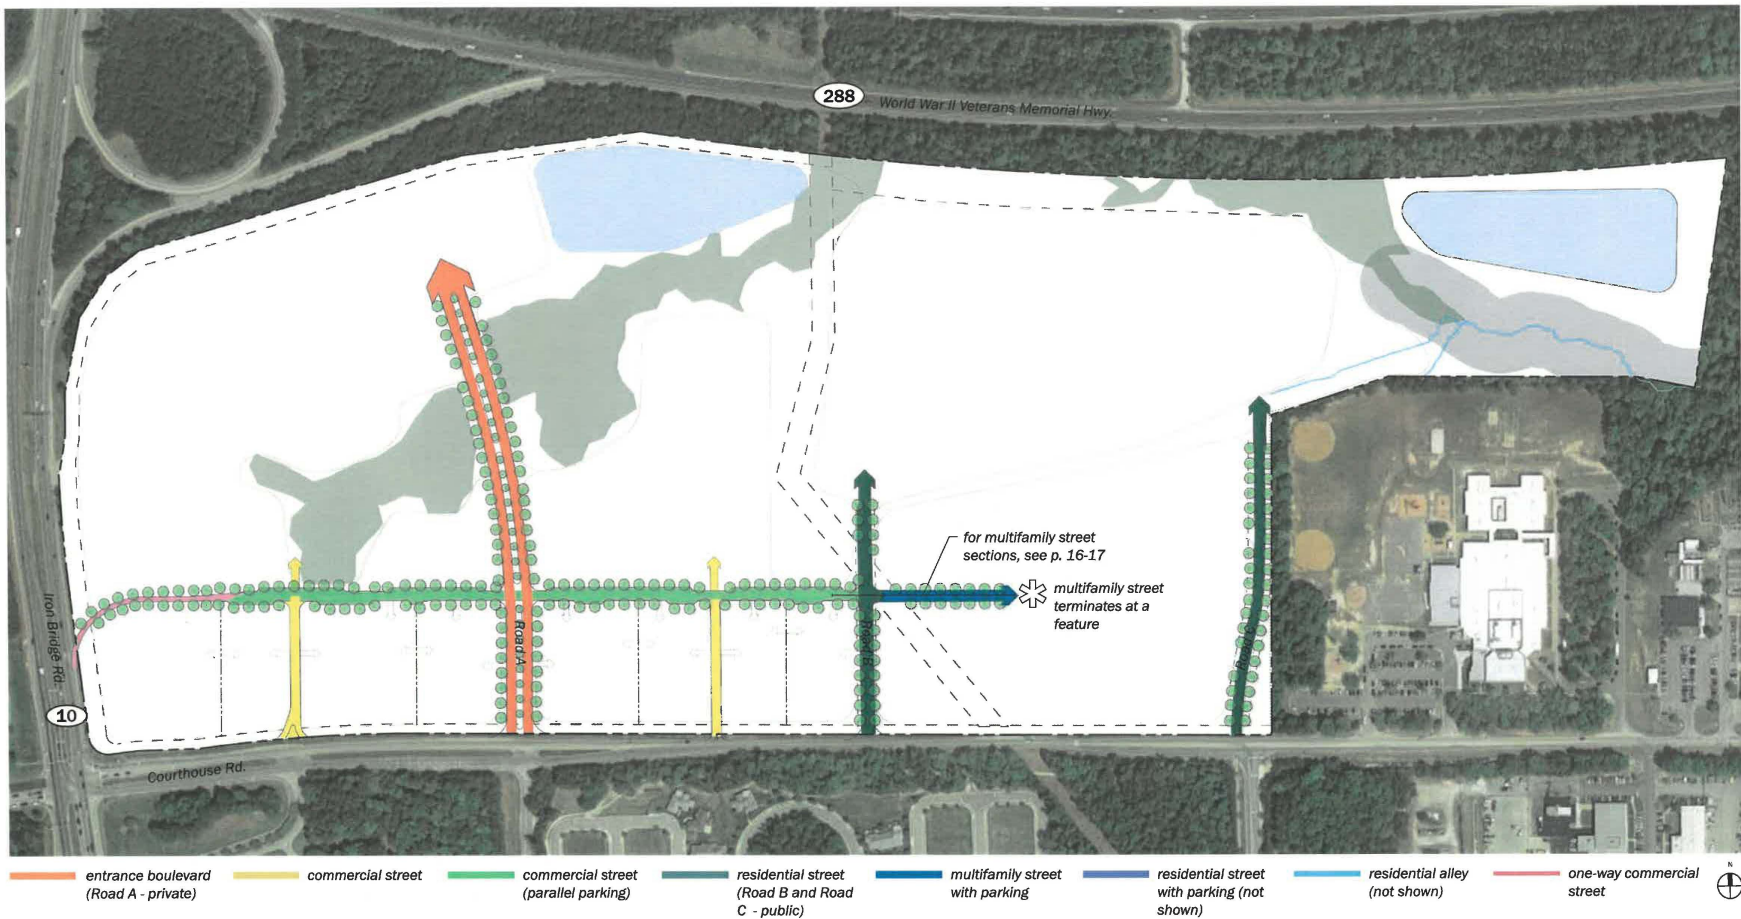 288
World War II Veterans Memorial Hwy.
for multifamily street
sections, see p. 16-17
multifamily street
terminates at a
feature
Iron Bridge Rd.
Road A
Road B
Road C
10
Courthouse Rd.
entrance boulevard
(Road A - private)
commercial street
commercial street
(parallel parking)
residential street
(Road B and Road
C - public)
multifamily street
with parking
residential street
with parking (not
shown)
residential alley
(not shown)
one-way commercial
street
N